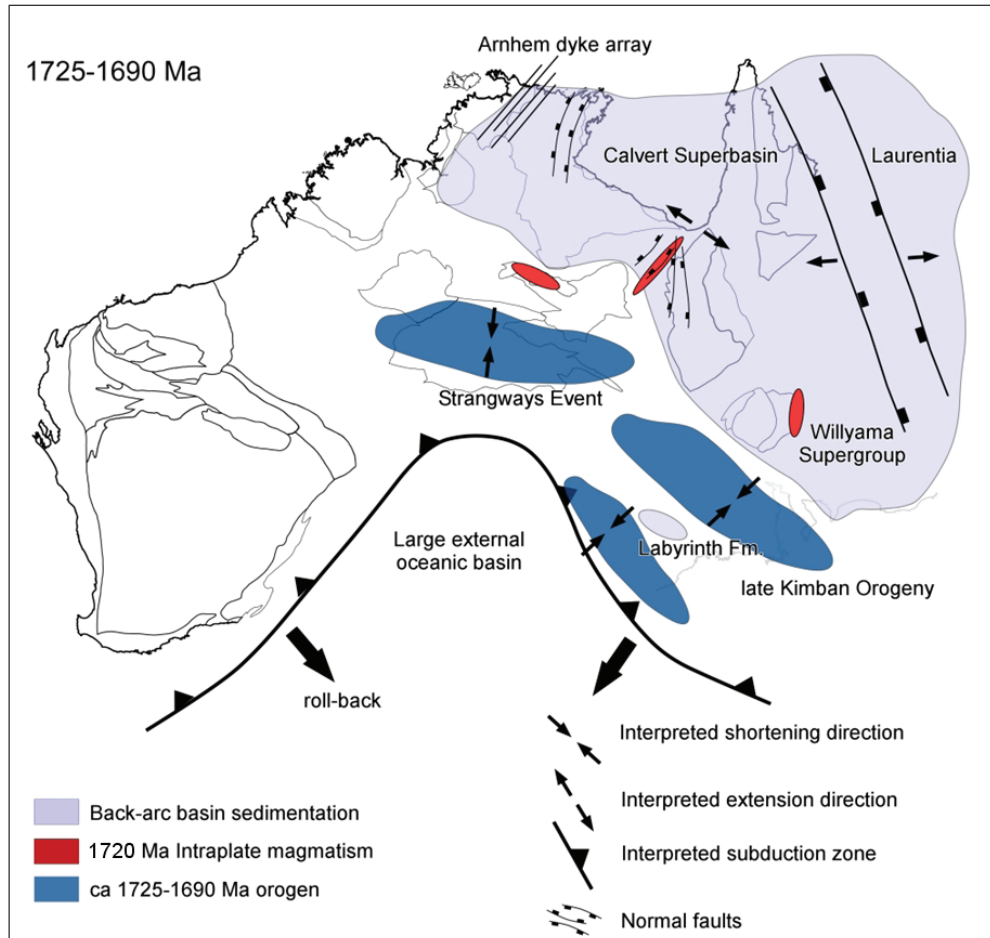 1725-1690 Ma
Arnhem dyke array
Calvert Superbasin
Laurentia
Strangways Event
Willyama
Supergroup
Large external
oceanic basin
Labyrinth Fm.
late Kimban Orogeny
roll-back
Interpreted shortening direction
Interpreted extension direction
Interpreted subduction zone
Normal faults
Back-arc basin sedimentation
1720 Ma Intraplate magmatism
ca 1725-1690 Ma orogen